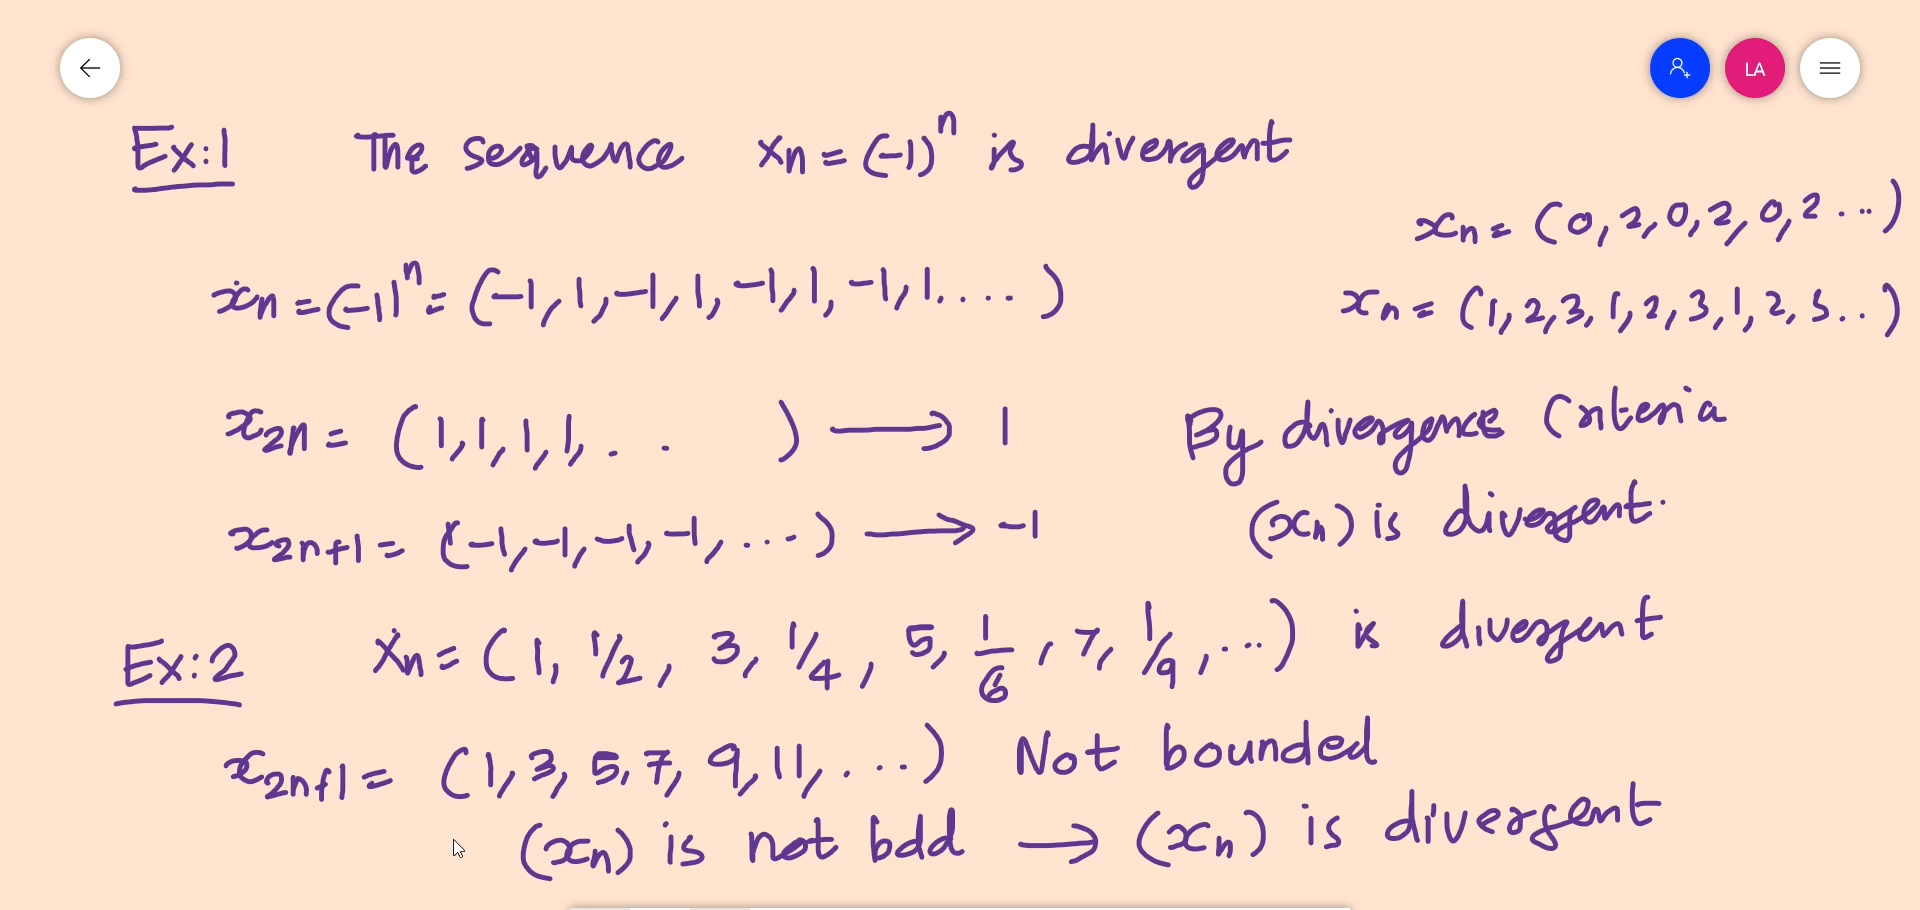 LA
Ex:1 The sequence xn = (-1)^n is divergent
xn = (0, 2, 0, 2, 0, 2 ...)
xn = (-1)^n = (-1, 1, -1, 1, -1, 1, -1, 1, ... )
xn = (1, 2, 3, 1, 2, 3, 1, 2, 3 ..)
x2n = (1, 1, 1, 1, . . ) → 1
By divergence Criteria
x2n+1 = (-1, -1, -1, -1, ...) → -1
(xn) is divergent.
Ex:2 xn = (1, 1/2, 3, 1/4, 5, 1/6, 7, 1/9, ...) is divergent
x2n+1 = (1, 3, 5, 7, 9, 11, ...) Not bounded
(xn) is not bdd → (xn) is divergent